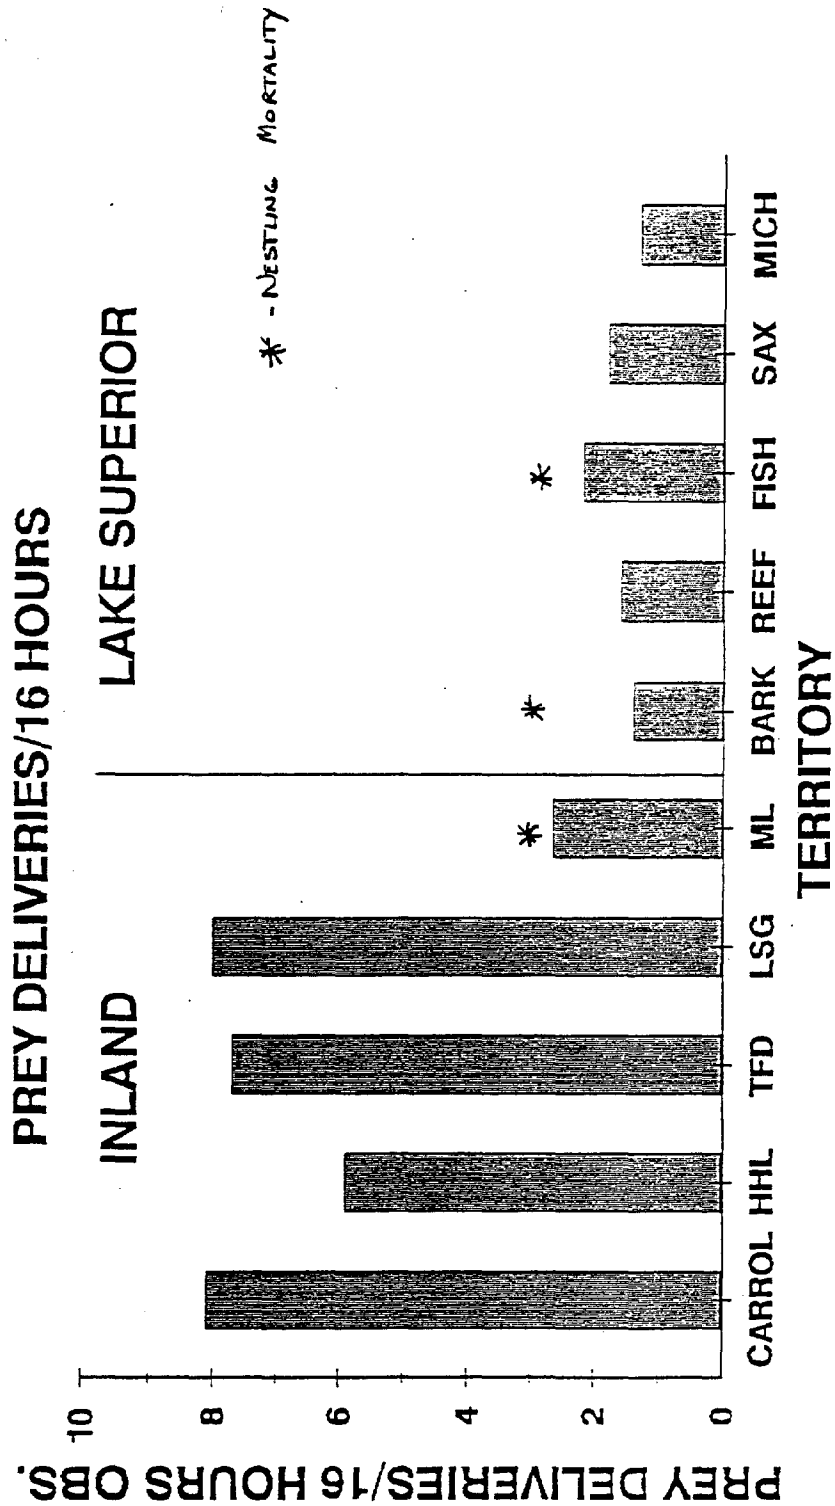 PREY DELIVERIES/16 HOURS
INLAND
LAKE SUPERIOR
* - NESTLING MORTALITY
PREY DELIVERIES/16 HOURS OBS.
10
8
6
4
2
0
*
*
*
CARROL HHL TFD LSG ML BARK REEF FISH SAX MICH
TERRITORY